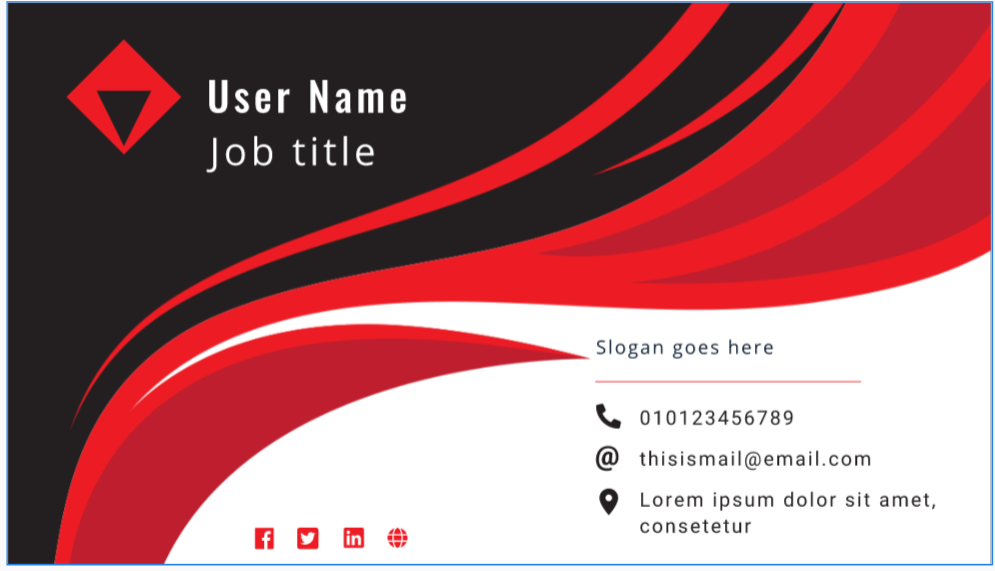 User Name
Job title
Slogan goes here
010123456789
thisismail@email.com
Lorem ipsum dolor sit amet,
consetetur